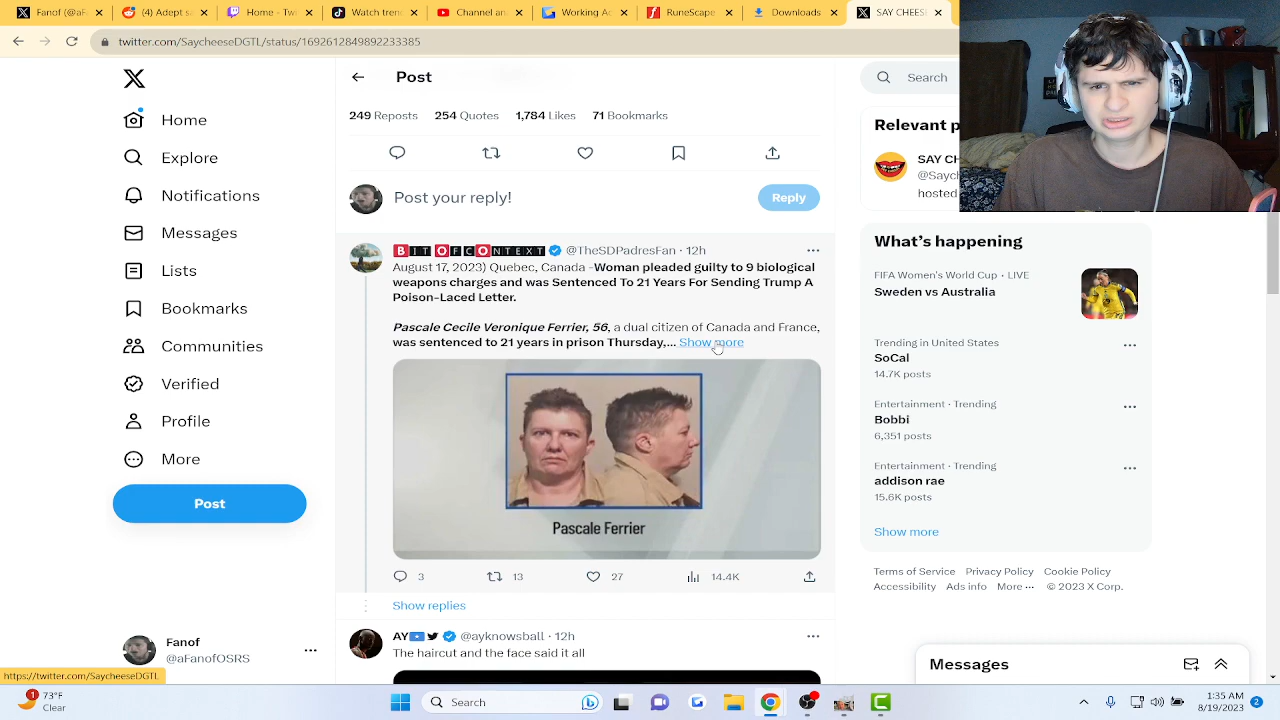 Fanof (@aF
Reddit (4) Adept s
Home - Twi
Watch tren
Channel an
Working Ac
RuneScape
Downloads
SAY CHEES
twitter.com/SaycheeseDGTL/status/1692612849892233385
Post
249 Reposts 254 Quotes 1,784 Likes 71 Bookmarks
Post your reply!
Reply
BITOFCONTEXT @TheSDPadresFan · 12h
August 17, 2023) Quebec, Canada -Woman pleaded guilty to 9 biological
weapons charges and was Sentenced To 21 Years For Sending Trump A
Poison-Laced Letter.
Pascale Cecile Veronique Ferrier, 56, a dual citizen of Canada and France,
was sentenced to 21 years in prison Thursday,... Show more
Pascale Ferrier
3 13 27 14.4K
Show replies
AY @ayknowsball · 12h
The haircut and the face said it all
Home
Explore
Notifications
Messages
Lists
Bookmarks
Communities
Verified
Profile
More
Post
Fanof
@aFanofOSRS
https://twitter.com/SaycheeseDGTL
Search
Relevant p
SAY CH
@Saych
hosted
What's happening
FIFA Women's World Cup · LIVE
Sweden vs Australia
Trending in United States
SoCal
14.7K posts
Entertainment · Trending
Bobbi
6,351 posts
Entertainment · Trending
addison rae
15.6K posts
Show more
Terms of Service Privacy Policy Cookie Policy
Accessibility Ads info More ··· © 2023 X Corp.
Messages
1
73°F
Clear
Search
1:35 AM
8/19/2023
2